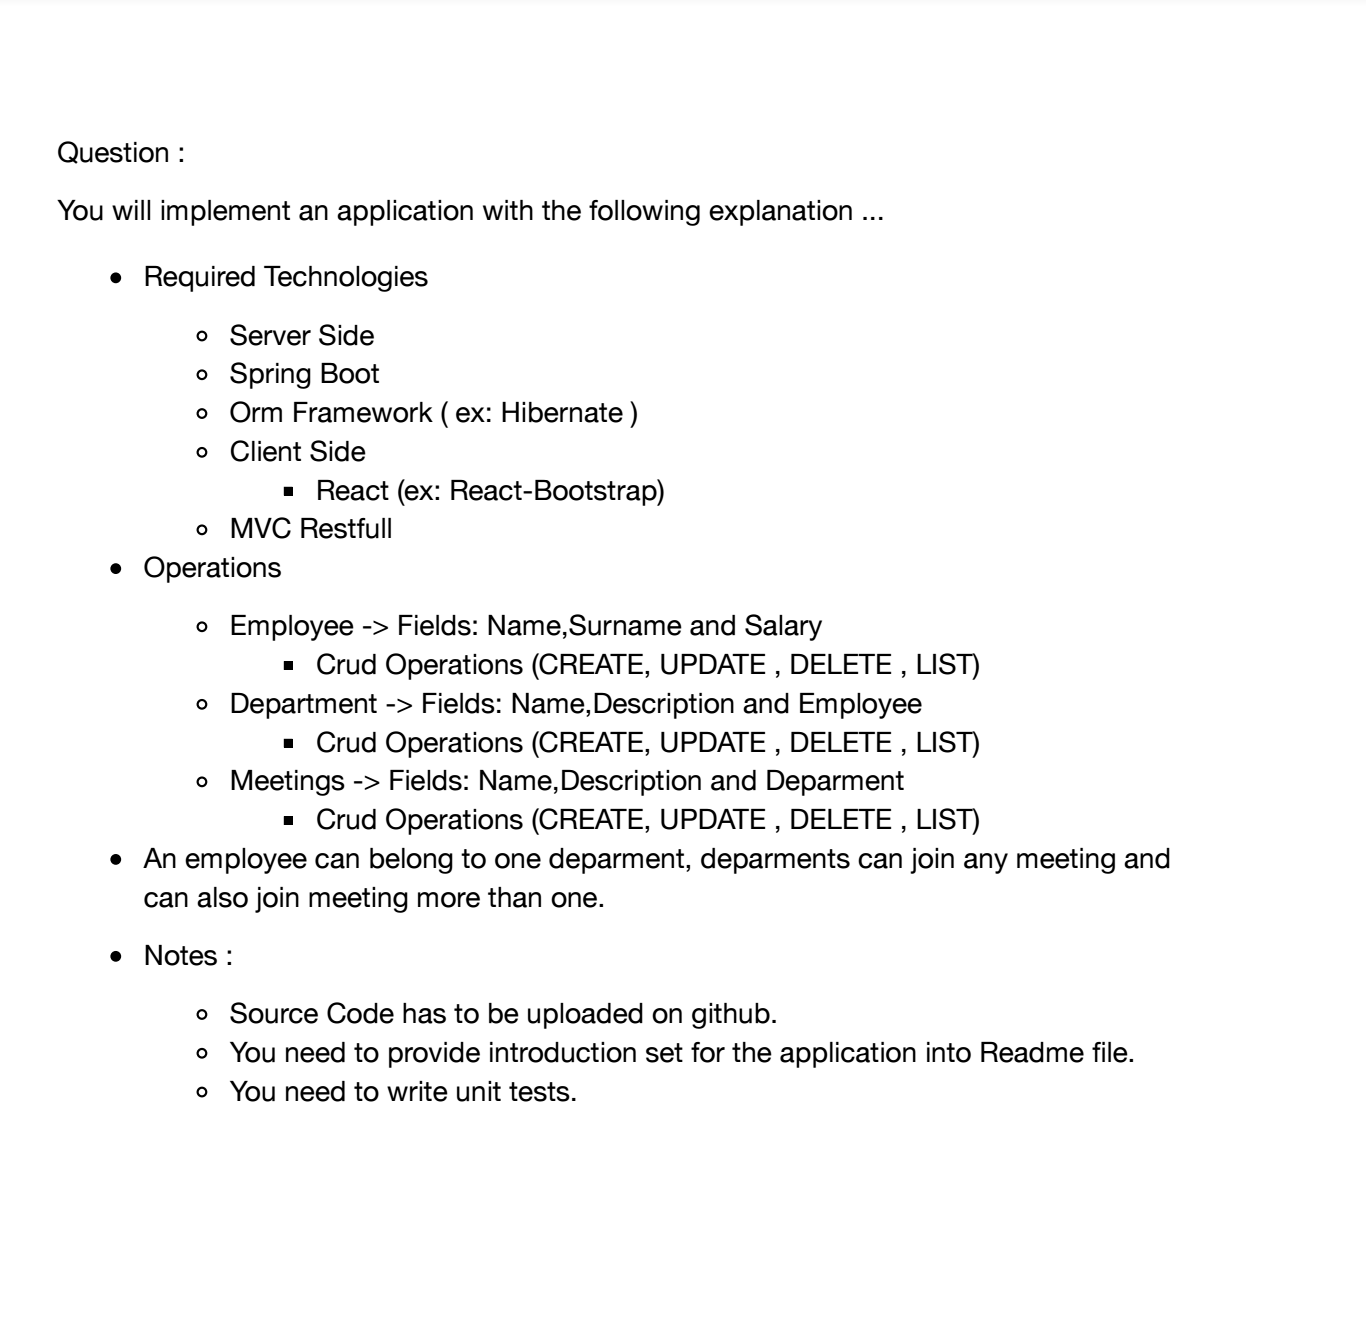 Question :
You will implement an application with the following explanation ...
• Required Technologies
◦ Server Side
◦ Spring Boot
◦ Orm Framework ( ex: Hibernate )
◦ Client Side
▪ React (ex: React-Bootstrap)
◦ MVC Restfull
• Operations
◦ Employee -> Fields: Name,Surname and Salary
▪ Crud Operations (CREATE, UPDATE , DELETE , LIST)
◦ Department -> Fields: Name,Description and Employee
▪ Crud Operations (CREATE, UPDATE , DELETE , LIST)
◦ Meetings -> Fields: Name,Description and Deparment
▪ Crud Operations (CREATE, UPDATE , DELETE , LIST)
• An employee can belong to one deparment, deparments can join any meeting and
can also join meeting more than one.
• Notes :
◦ Source Code has to be uploaded on github.
◦ You need to provide introduction set for the application into Readme file.
◦ You need to write unit tests.